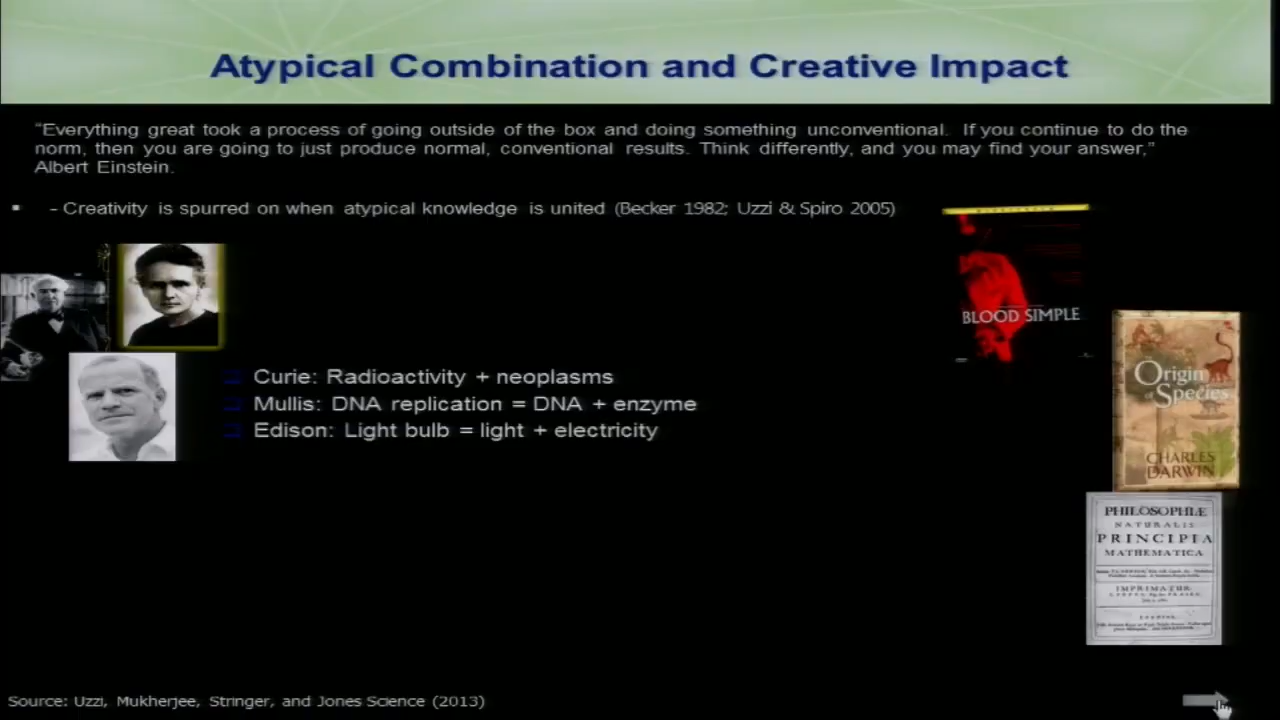 Atypical Combination and Creative Impact
“Everything great took a process of going outside of the box and doing something unconventional. If you continue to do the
norm, then you are going to just produce normal, conventional results. Think differently, and you may find your answer,”
Albert Einstein.
- Creativity is spurred on when atypical knowledge is united (Becker 1982; Uzzi & Spiro 2005)
BLOOD SIMPLE
Curie: Radioactivity + neoplasms
Mullis: DNA replication = DNA + enzyme
Edison: Light bulb = light + electricity
Origin
of Species
CHARLES
DARWIN
PHILOSOPHIÆ
NATURALIS
PRINCIPIA
MATHEMATICA
IMPRIMATUR
Source: Uzzi, Mukherjee, Stringer, and Jones Science (2013)